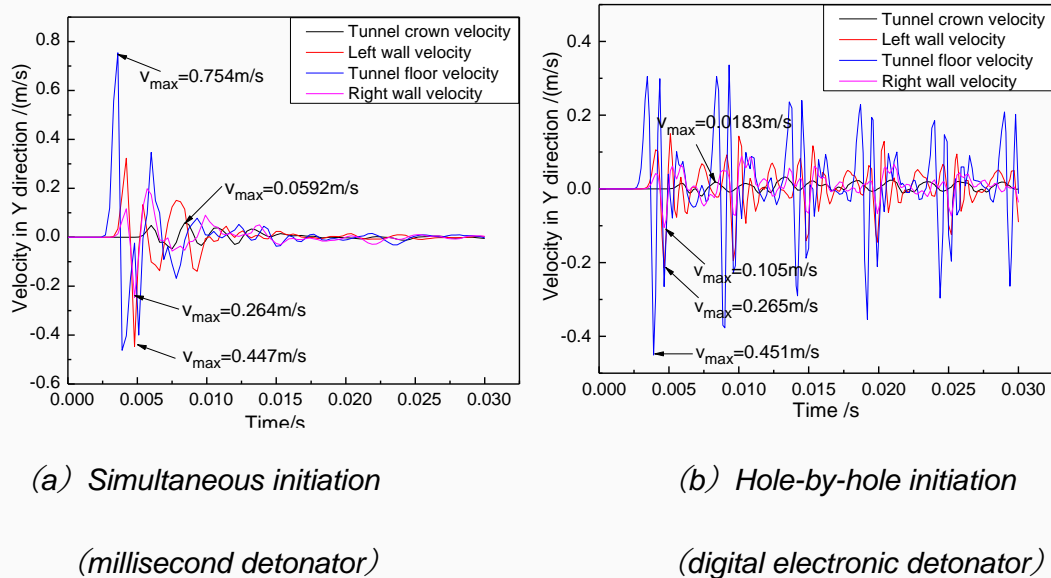 Tunnel crown velocity
Left wall velocity
Tunnel floor velocity
Right wall velocity
0.8
0.6
0.4
0.2
0.0
-0.2
-0.4
-0.6
Velocity in Y direction /(m/s)
vmax=0.754m/s
vmax=0.0592m/s
vmax=0.264m/s
vmax=0.447m/s
0.000 0.005 0.010 0.015 0.020 0.025 0.030
Time/s
Tunnel crown velocity
Left wall velocity
Tunnel floor velocity
Right wall velocity
0.4
0.2
0.0
-0.2
-0.4
Velocity in Y direction /(m/s)
vmax=0.0183m/s
vmax=0.105m/s
vmax=0.265m/s
vmax=0.451m/s
0.000 0.005 0.010 0.015 0.020 0.025 0.030
Time /s
（a）Simultaneous initiation
（b）Hole-by-hole initiation
（millisecond detonator）
（digital electronic detonator）